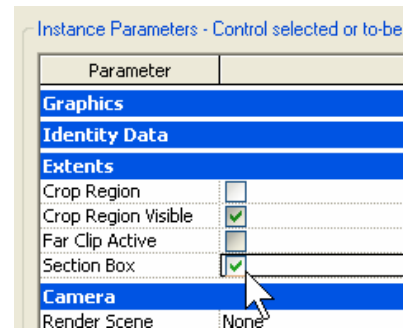 Instance Parameters - Control selected or to-be
Parameter
Graphics
Identity Data
Extents
Crop Region
Crop Region Visible
Far Clip Active
Section Box
Camera
Render Scene None